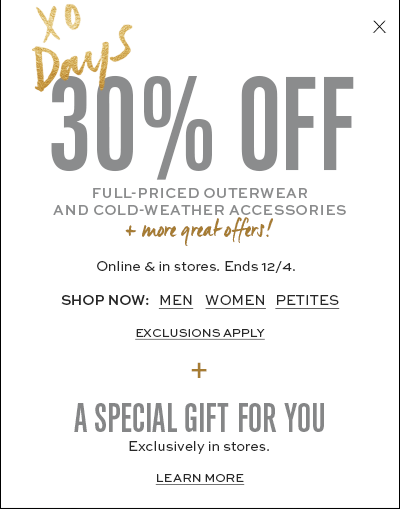 XO
Days
30% OFF
FULL-PRICED OUTERWEAR
AND COLD-WEATHER ACCESSORIES
+ more great offers!
Online & in stores. Ends 12/4.
SHOP NOW: MEN WOMEN PETITES
EXCLUSIONS APPLY
+
A SPECIAL GIFT FOR YOU
Exclusively in stores.
LEARN MORE